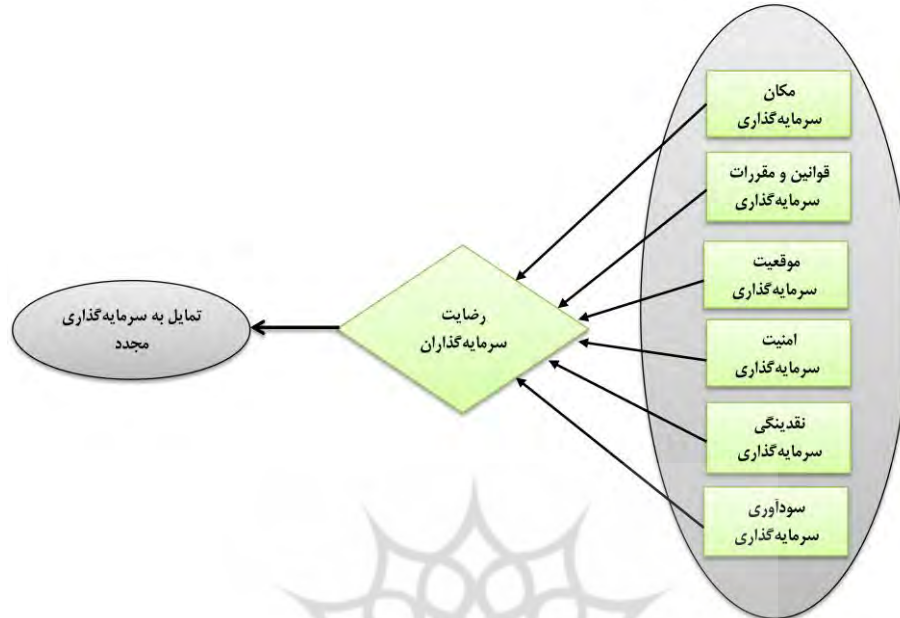 مکان
سرمایه‌گذاری
قوانین و مقررات
سرمایه‌گذاری
موقعیت
سرمایه‌گذاری
امنیت
سرمایه‌گذاری
نقدینگی
سرمایه‌گذاری
سودآوری
سرمایه‌گذاری
رضایت
سرمایه‌گذاران
تمایل به سرمایه‌گذاری
مجدد